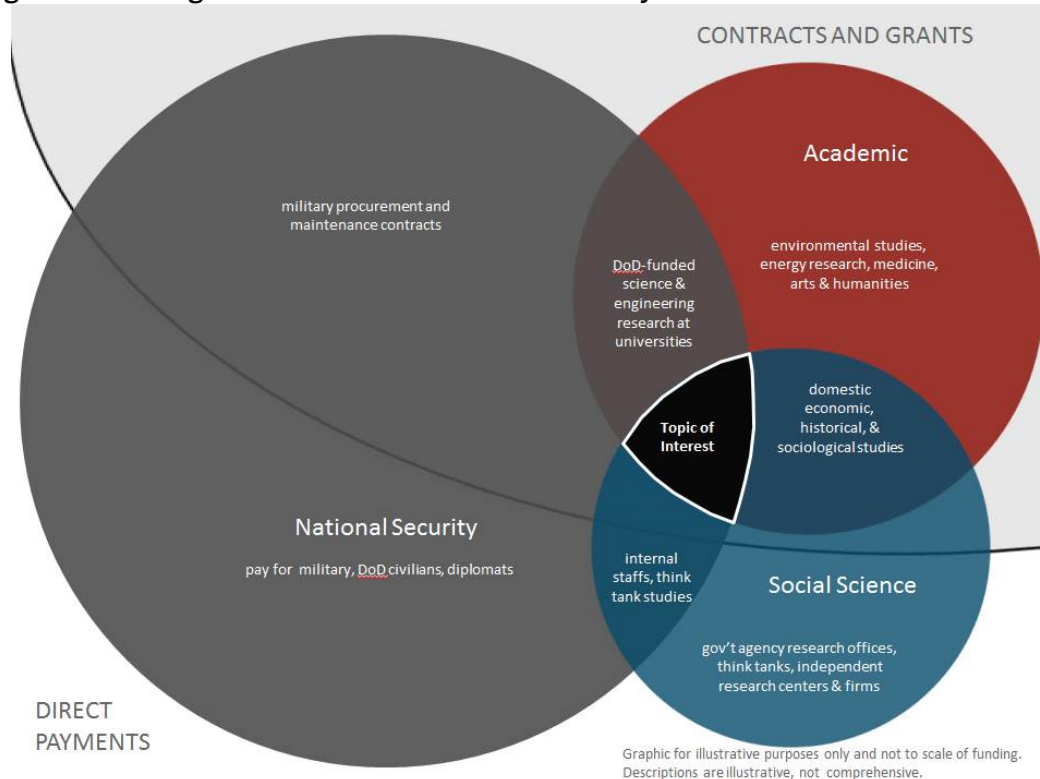 CONTRACTS AND GRANTS
Academic
military procurement and
maintenance contracts
environmental studies,
energy research, medicine,
arts & humanities
DoD-funded
science &
engineering
research at
universities
domestic
economic,
historical, &
sociological studies
Topic of
Interest
National Security
pay for military, DoD civilians, diplomats
internal
staffs, think
tank studies
Social Science
gov't agency research offices,
think tanks, independent
research centers & firms
DIRECT
PAYMENTS
Graphic for illustrative purposes only and not to scale of funding.
Descriptions are illustrative, not comprehensive.